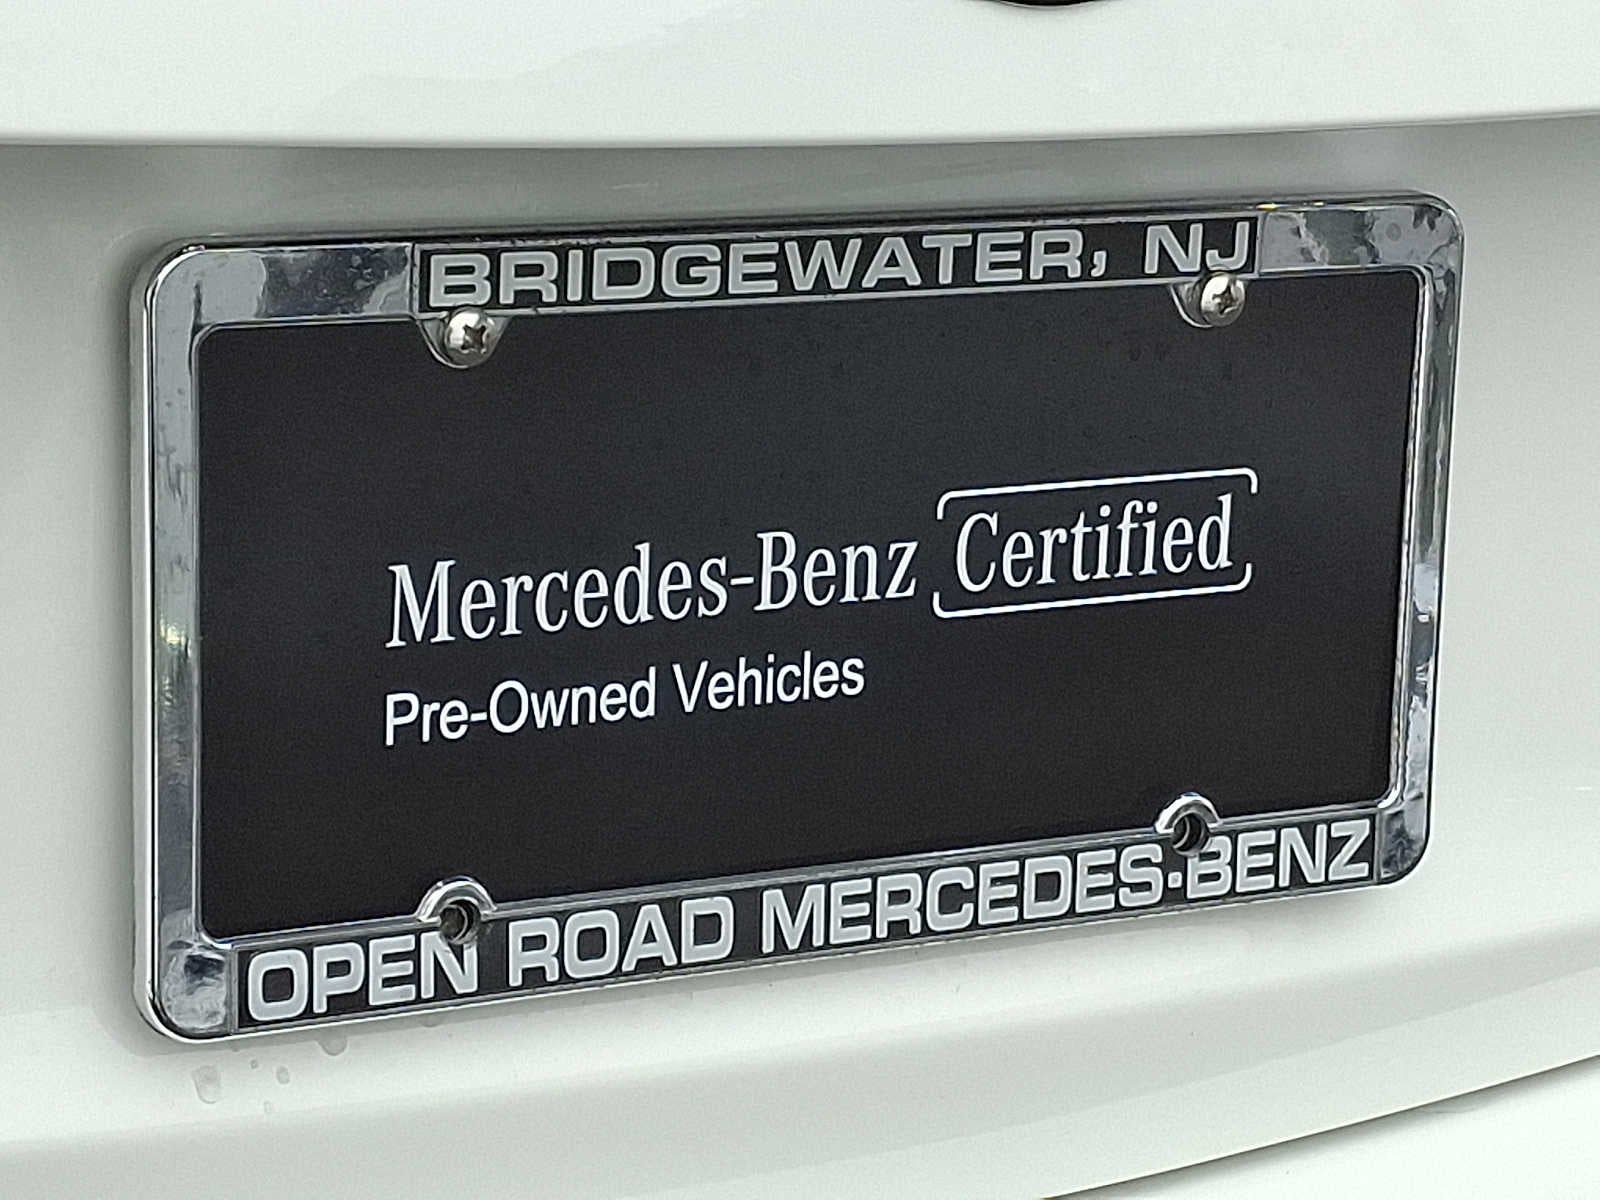 BRIDGEWATER, NJ
Mercedes-Benz Certified
Pre-Owned Vehicles
OPEN ROAD MERCEDES-BENZ